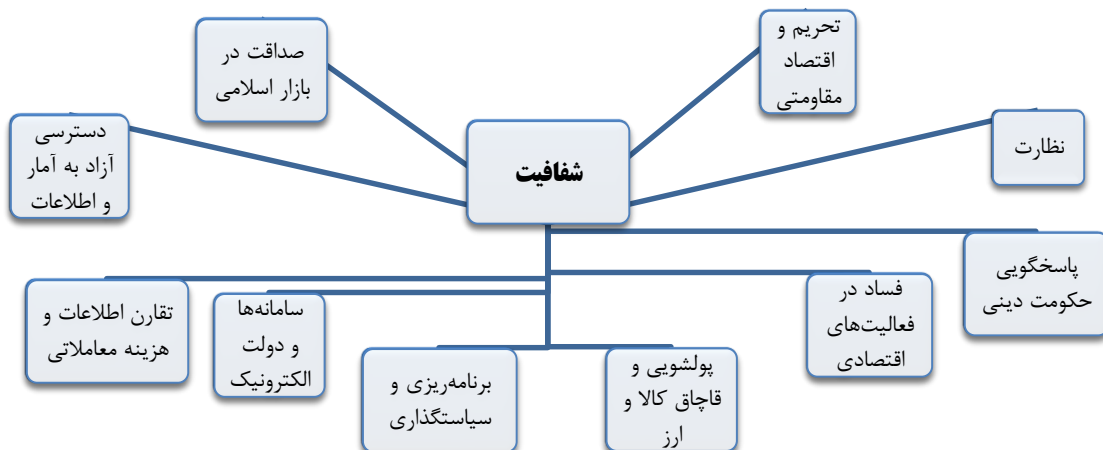 تحریم و
اقتصاد
مقاومتی
صداقت در
بازار اسلامی
نظارت
دسترسی
آزاد به آمار
و اطلاعات
شفافیت
پاسخگویی
حکومت دینی
فساد در
فعالیت‌های
اقتصادی
پولشویی و
قاچاق کالا و
ارز
برنامه‌ریزی و
سیاستگذاری
سامانه‌ها
و دولت
الکترونیک
تقارن اطلاعات و
هزینه معاملاتی